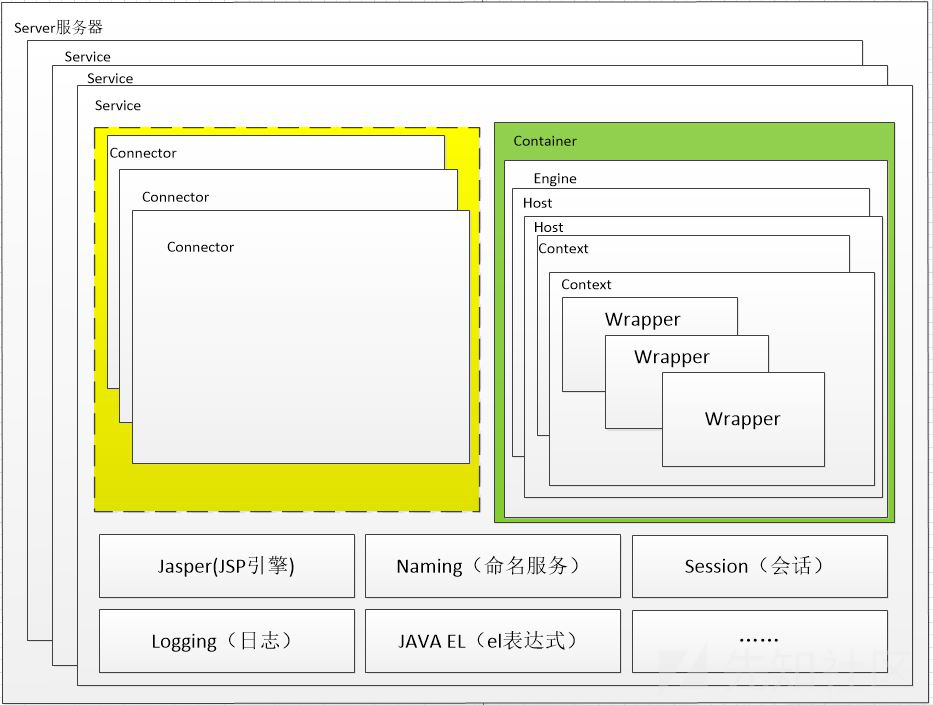 Server服务器
Service
Service
Service
Connector
Connector
Connector
Container
Engine
Host
Host
Context
Context
Wrapper
Wrapper
Wrapper
Jasper(JSP引擎)
Naming（命名服务）
Session（会话）
Logging（日志）
JAVA EL（el表达式）
……
先知社区